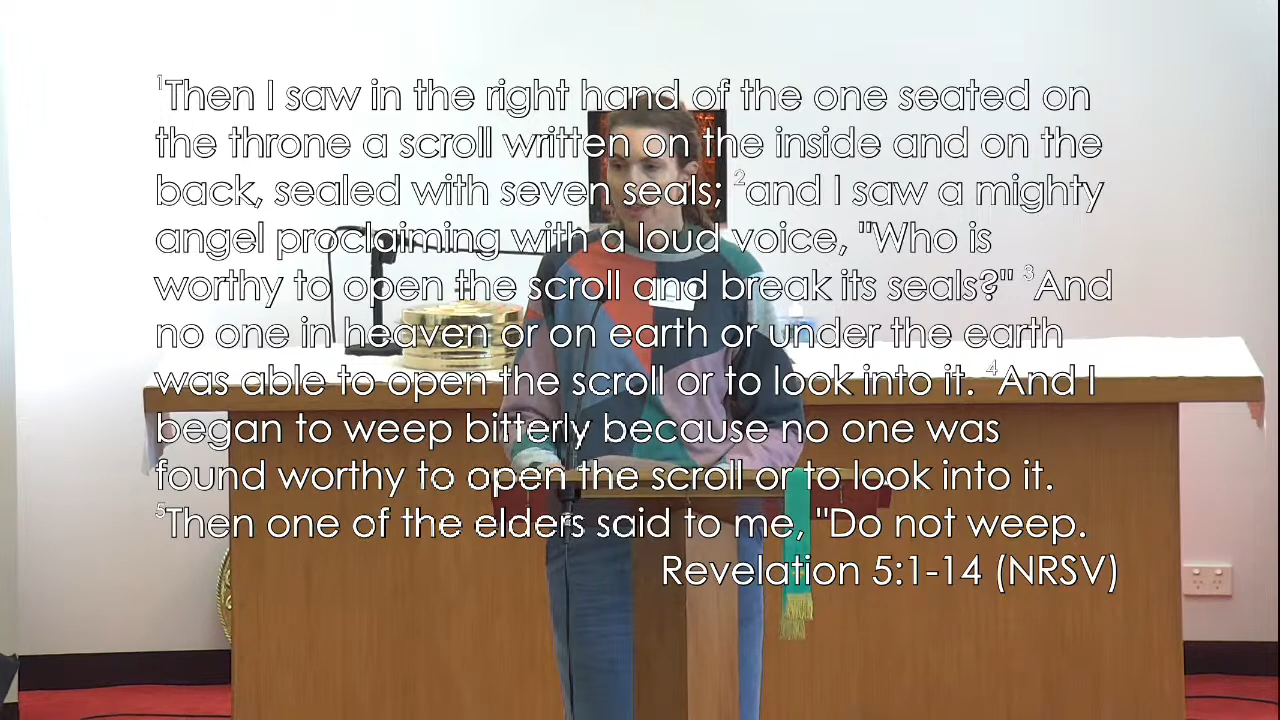 ¹Then I saw in the right hand of the one seated on
the throne a scroll written on the inside and on the
back, sealed with seven seals; ²and I saw a mighty
angel proclaiming with a loud voice, "Who is
worthy to open the scroll and break its seals?" ³And
no one in heaven or on earth or under the earth
was able to open the scroll or to look into it. ⁴And I
began to weep bitterly because no one was
found worthy to open the scroll or to look into it.
⁵Then one of the elders said to me, "Do not weep.
Revelation 5:1-14 (NRSV)